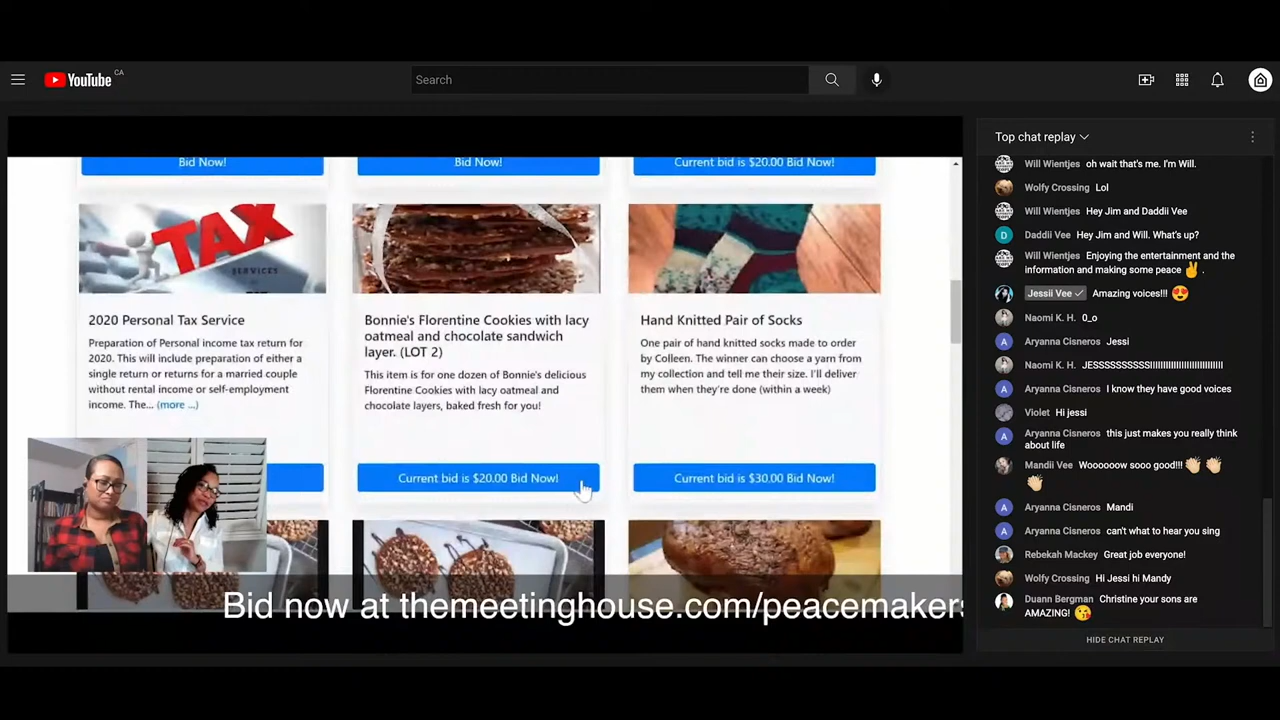 YouTube CA
Search
Top chat replay
Bid Now!
Bid Now!
Current bid is $20.00 Bid Now!
TAX
SERVICES
2020 Personal Tax Service
Preparation of Personal income tax return for
2020. This will include preparation of either a
single return or returns for a married couple
without rental income or self-employment
income. The... (more ...)
Bonnie's Florentine Cookies with lacy
oatmeal and chocolate sandwich
layer. (LOT 2)
This item is for one dozen of Bonnie's delicious
Florentine Cookies with lacy oatmeal and
chocolate layers, baked fresh for you!
Current bid is $20.00 Bid Now!
Hand Knitted Pair of Socks
One pair of hand knitted socks made to order
by Colleen. The winner can choose a yarn from
my collection and tell me their size. I'll deliver
them when they're done (within a week)
Current bid is $30.00 Bid Now!
Bid now at themeetinghouse.com/peacemakers
Will Wientjes oh wait that's me. I'm Will.
Wolfy Crossing Lol
Will Wientjes Hey Jim and Daddii Vee
D Daddii Vee Hey Jim and Will. What's up?
Will Wientjes Enjoying the entertainment and the
information and making some peace ✌ .
Jessii Vee ✓ Amazing voices!!! 😍
Naomi K. H. 0_o
A Aryanna Cisneros Jessi
Naomi K. H. JESSSSSSSSSIIIIIIIIIIIIIIIIIIIIIIIIIIIIIIII
A Aryanna Cisneros I know they have good voices
Violet Hi jessi
A Aryanna Cisneros this just makes you really think
about life
Mandii Vee Woooooow sooo good!!! 👏🏻 👏🏻
👏🏻
A Aryanna Cisneros Mandi
A Aryanna Cisneros can't what to hear you sing
Rebekah Mackey Great job everyone!
Wolfy Crossing Hi Jessi hi Mandy
Duann Bergman Christine your sons are
AMAZING! 😘
HIDE CHAT REPLAY